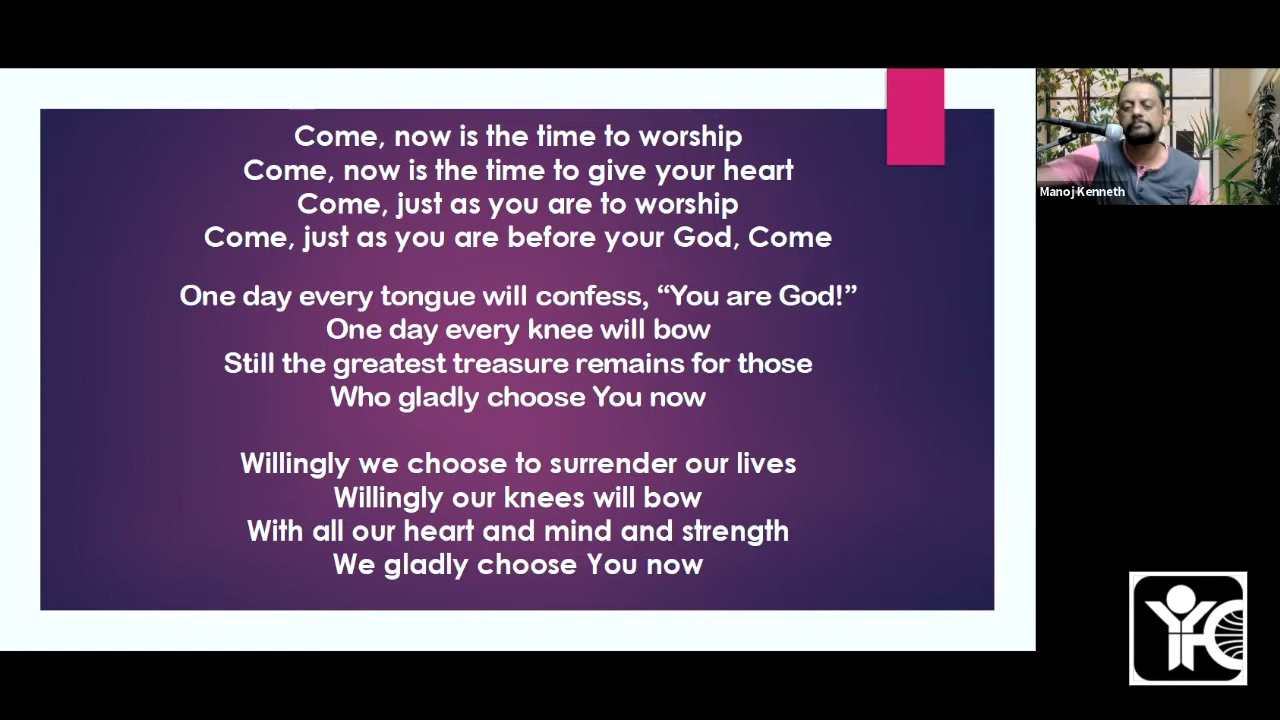 Come, now is the time to worship
Come, now is the time to give your heart
Come, just as you are to worship
Come, just as you are before your God, Come
One day every tongue will confess, “You are God!”
One day every knee will bow
Still the greatest treasure remains for those
Who gladly choose You now
Willingly we choose to surrender our lives
Willingly our knees will bow
With all our heart and mind and strength
We gladly choose You now
Manoj Kenneth
YFC